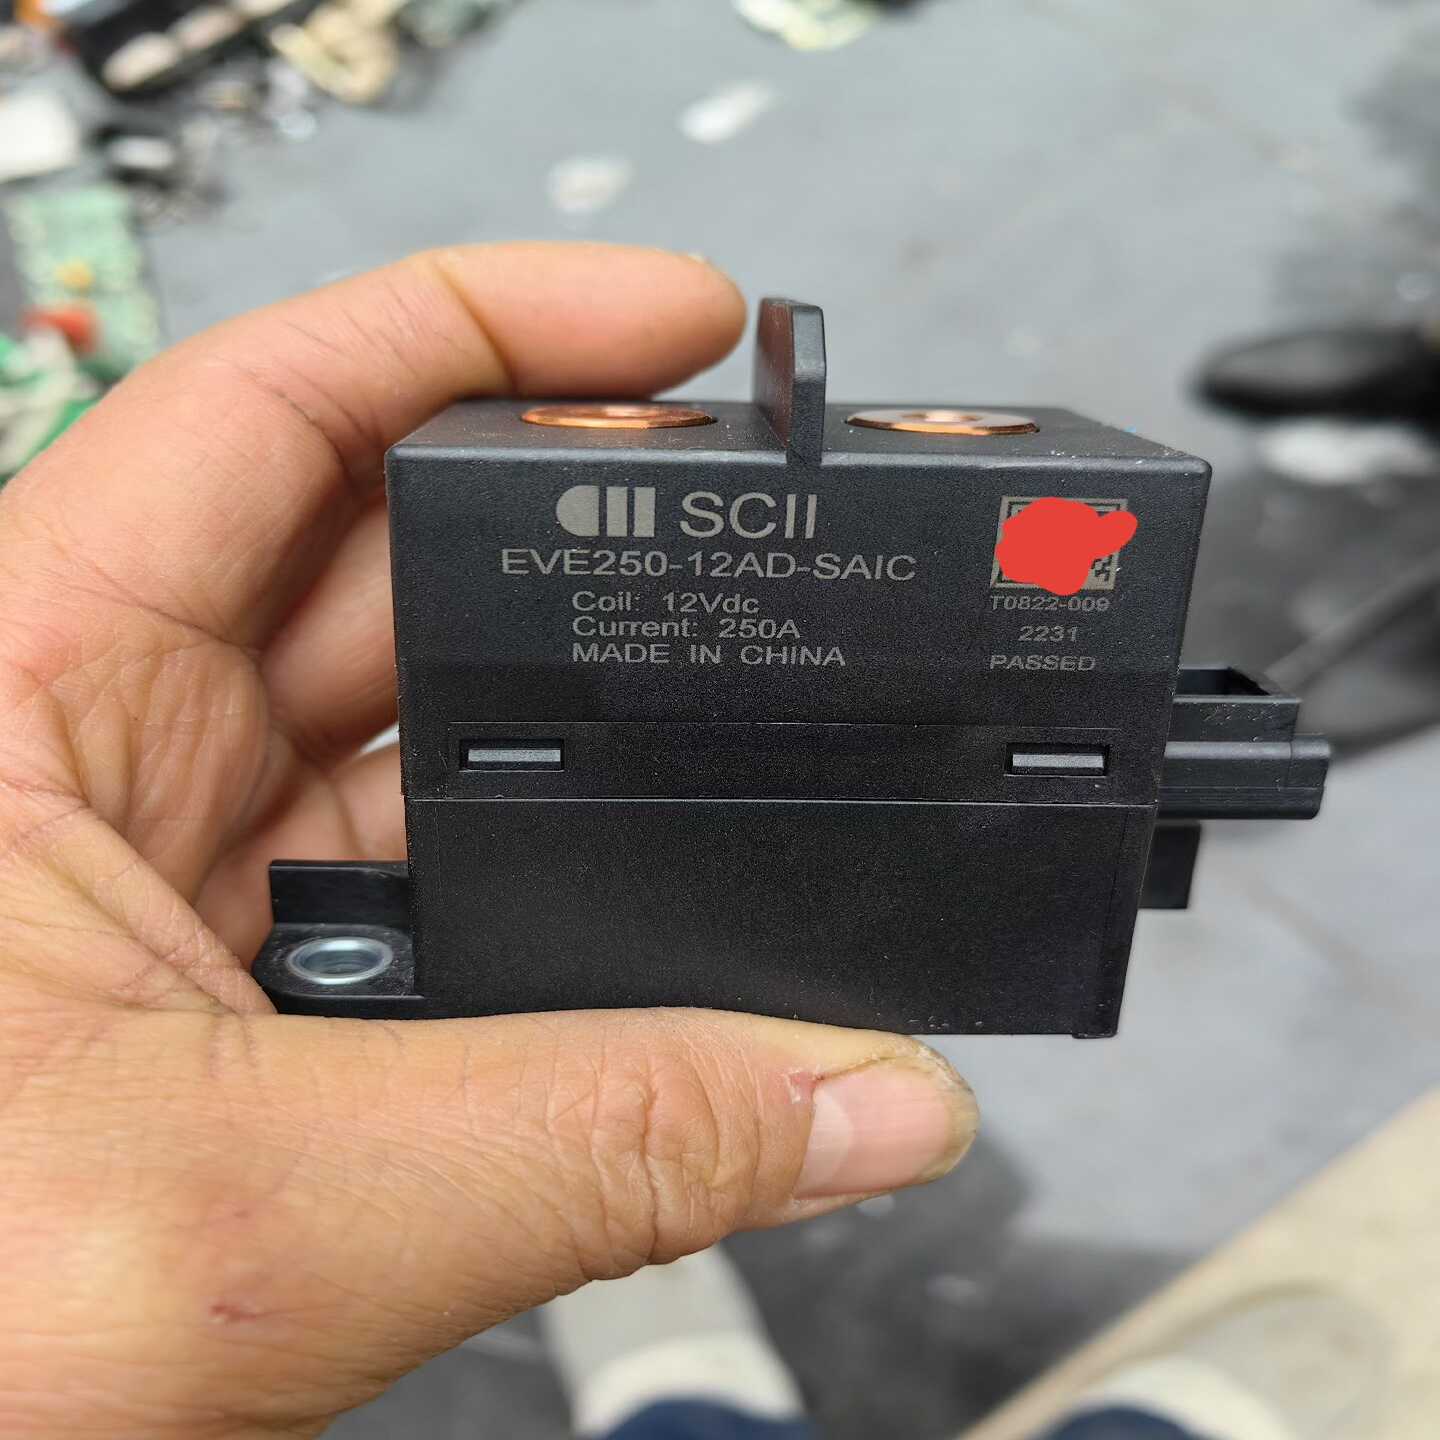 SCII
EVE250-12AD-SAIC
Coil: 12Vdc
Current: 250A
MADE IN CHINA
T0822-009
2231
PASSED